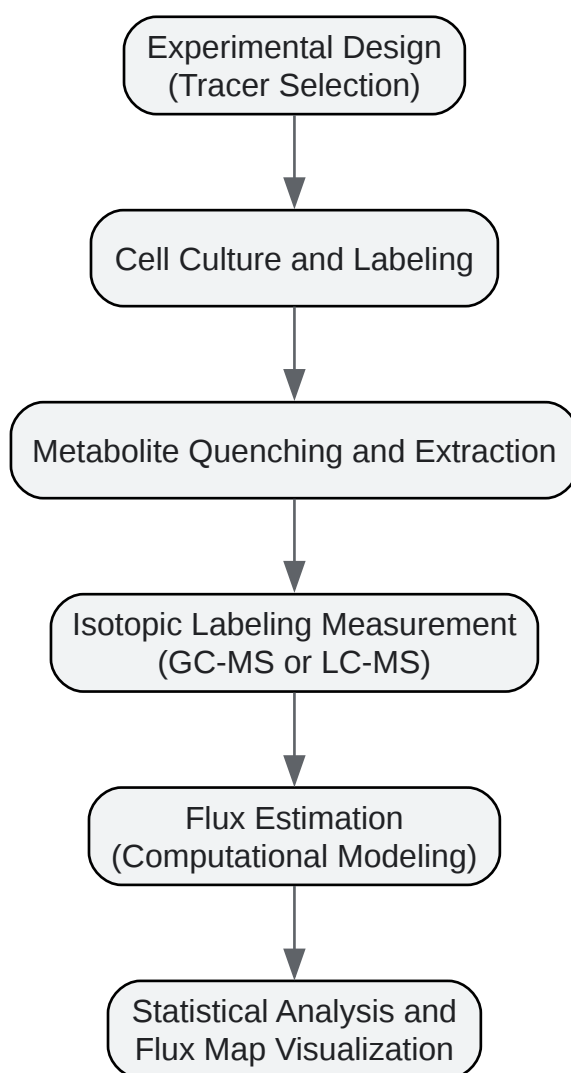 Experimental Design
(Tracer Selection)
Cell Culture and Labeling
Metabolite Quenching and Extraction
Isotopic Labeling Measurement
(GC-MS or LC-MS)
Flux Estimation
(Computational Modeling)
Statistical Analysis and
Flux Map Visualization